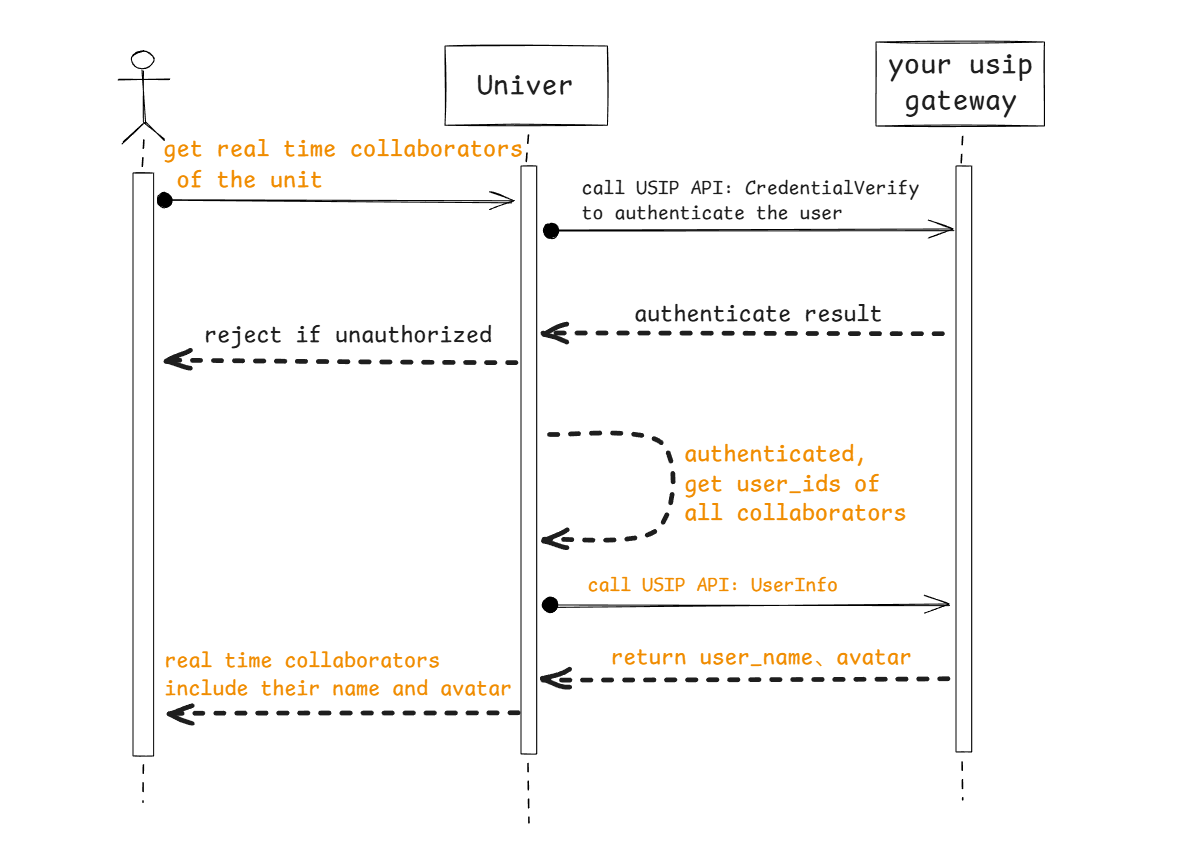 Univer
your usip
gateway
get real time collaborators
of the unit
call USIP API: CredentialVerify
to authenticate the user
authenticate result
reject if unauthorized
authenticated,
get user_ids of
all collaborators
call USIP API: UserInfo
return user_name、avatar
real time collaborators
include their name and avatar